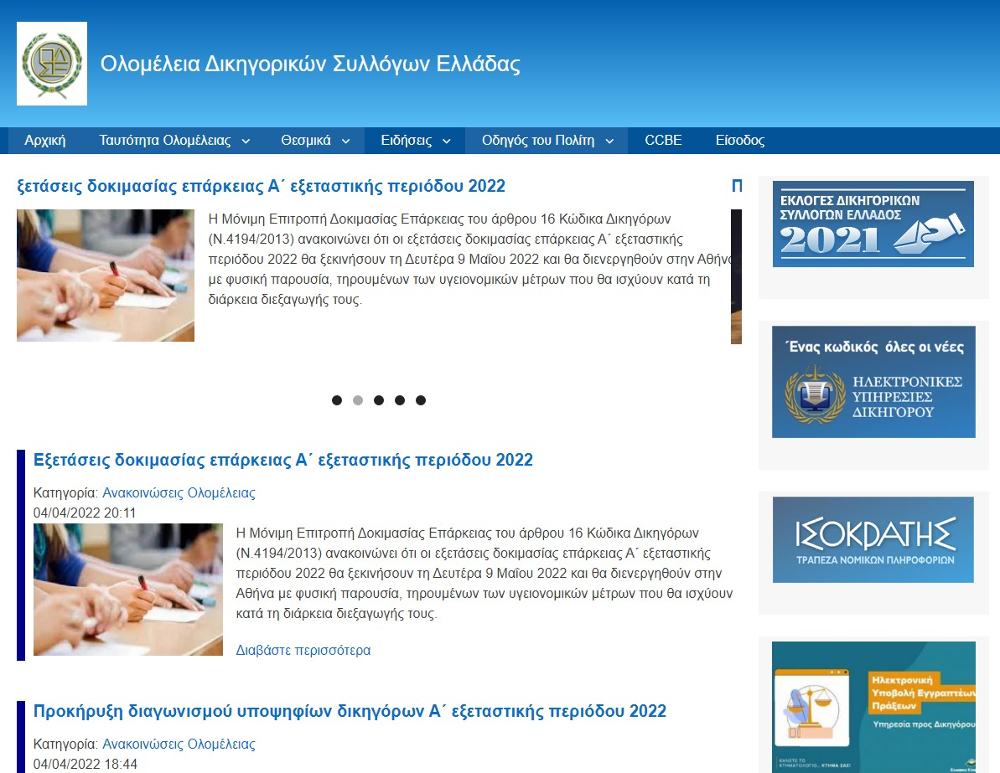 Ολομέλεια Δικηγορικών Συλλόγων Ελλάδας
Αρχική Ταυτότητα Ολομέλειας Θεσμικά Ειδήσεις Οδηγός του Πολίτη CCBE Είσοδος
ξετάσεις δοκιμασίας επάρκειας Α΄ εξεταστικής περιόδου 2022
Π
Η Μόνιμη Επιτροπή Δοκιμασίας Επάρκειας του άρθρου 16 Κώδικα Δικηγόρων
(Ν.4194/2013) ανακοινώνει ότι οι εξετάσεις δοκιμασίας επάρκειας Α΄ εξεταστικής
περιόδου 2022 θα ξεκινήσουν τη Δευτέρα 9 Μαΐου 2022 και θα διενεργηθούν στην Αθήνα
με φυσική παρουσία, τηρουμένων των υγειονομικών μέτρων που θα ισχύουν κατά τη
διάρκεια διεξαγωγής τους.
Εξετάσεις δοκιμασίας επάρκειας Α΄ εξεταστικής περιόδου 2022
Κατηγορία: Ανακοινώσεις Ολομέλειας
04/04/2022 20:11
Η Μόνιμη Επιτροπή Δοκιμασίας Επάρκειας του άρθρου 16 Κώδικα Δικηγόρων
(Ν.4194/2013) ανακοινώνει ότι οι εξετάσεις δοκιμασίας επάρκειας Α΄ εξεταστικής
περιόδου 2022 θα ξεκινήσουν τη Δευτέρα 9 Μαΐου 2022 και θα διενεργηθούν στην
Αθήνα με φυσική παρουσία, τηρουμένων των υγειονομικών μέτρων που θα ισχύουν
κατά τη διάρκεια διεξαγωγής τους.
Διαβάστε περισσότερα
Προκήρυξη διαγωνισμού υποψηφίων δικηγόρων Α΄ εξεταστικής περιόδου 2022
Κατηγορία: Ανακοινώσεις Ολομέλειας
04/04/2022 18:44
ΕΚΛΟΓΕΣ ΔΙΚΗΓΟΡΙΚΩΝ
ΣΥΛΛΟΓΩΝ ΕΛΛΑΔΟΣ
2021
Ένας κωδικός όλες οι νέες
ΗΛΕΚΤΡΟΝΙΚΕΣ
ΥΠΗΡΕΣΙΕΣ
ΔΙΚΗΓΟΡΟΥ
ΙΣΟΚΡΑΤΗΣ
ΤΡΑΠΕΖΑ ΝΟΜΙΚΩΝ ΠΛΗΡΟΦΟΡΙΩΝ
Ηλεκτρονική
Υποβολή Εγγραπτέων
Πράξεων
Υπηρεσία προς Δικηγόρου
ΚΑΝΕΤΕ ΤΟ
ΚΤΗΜΑΤΟΛΟΓΙΟ... ΚΤΗΜΑ ΣΑΣ!